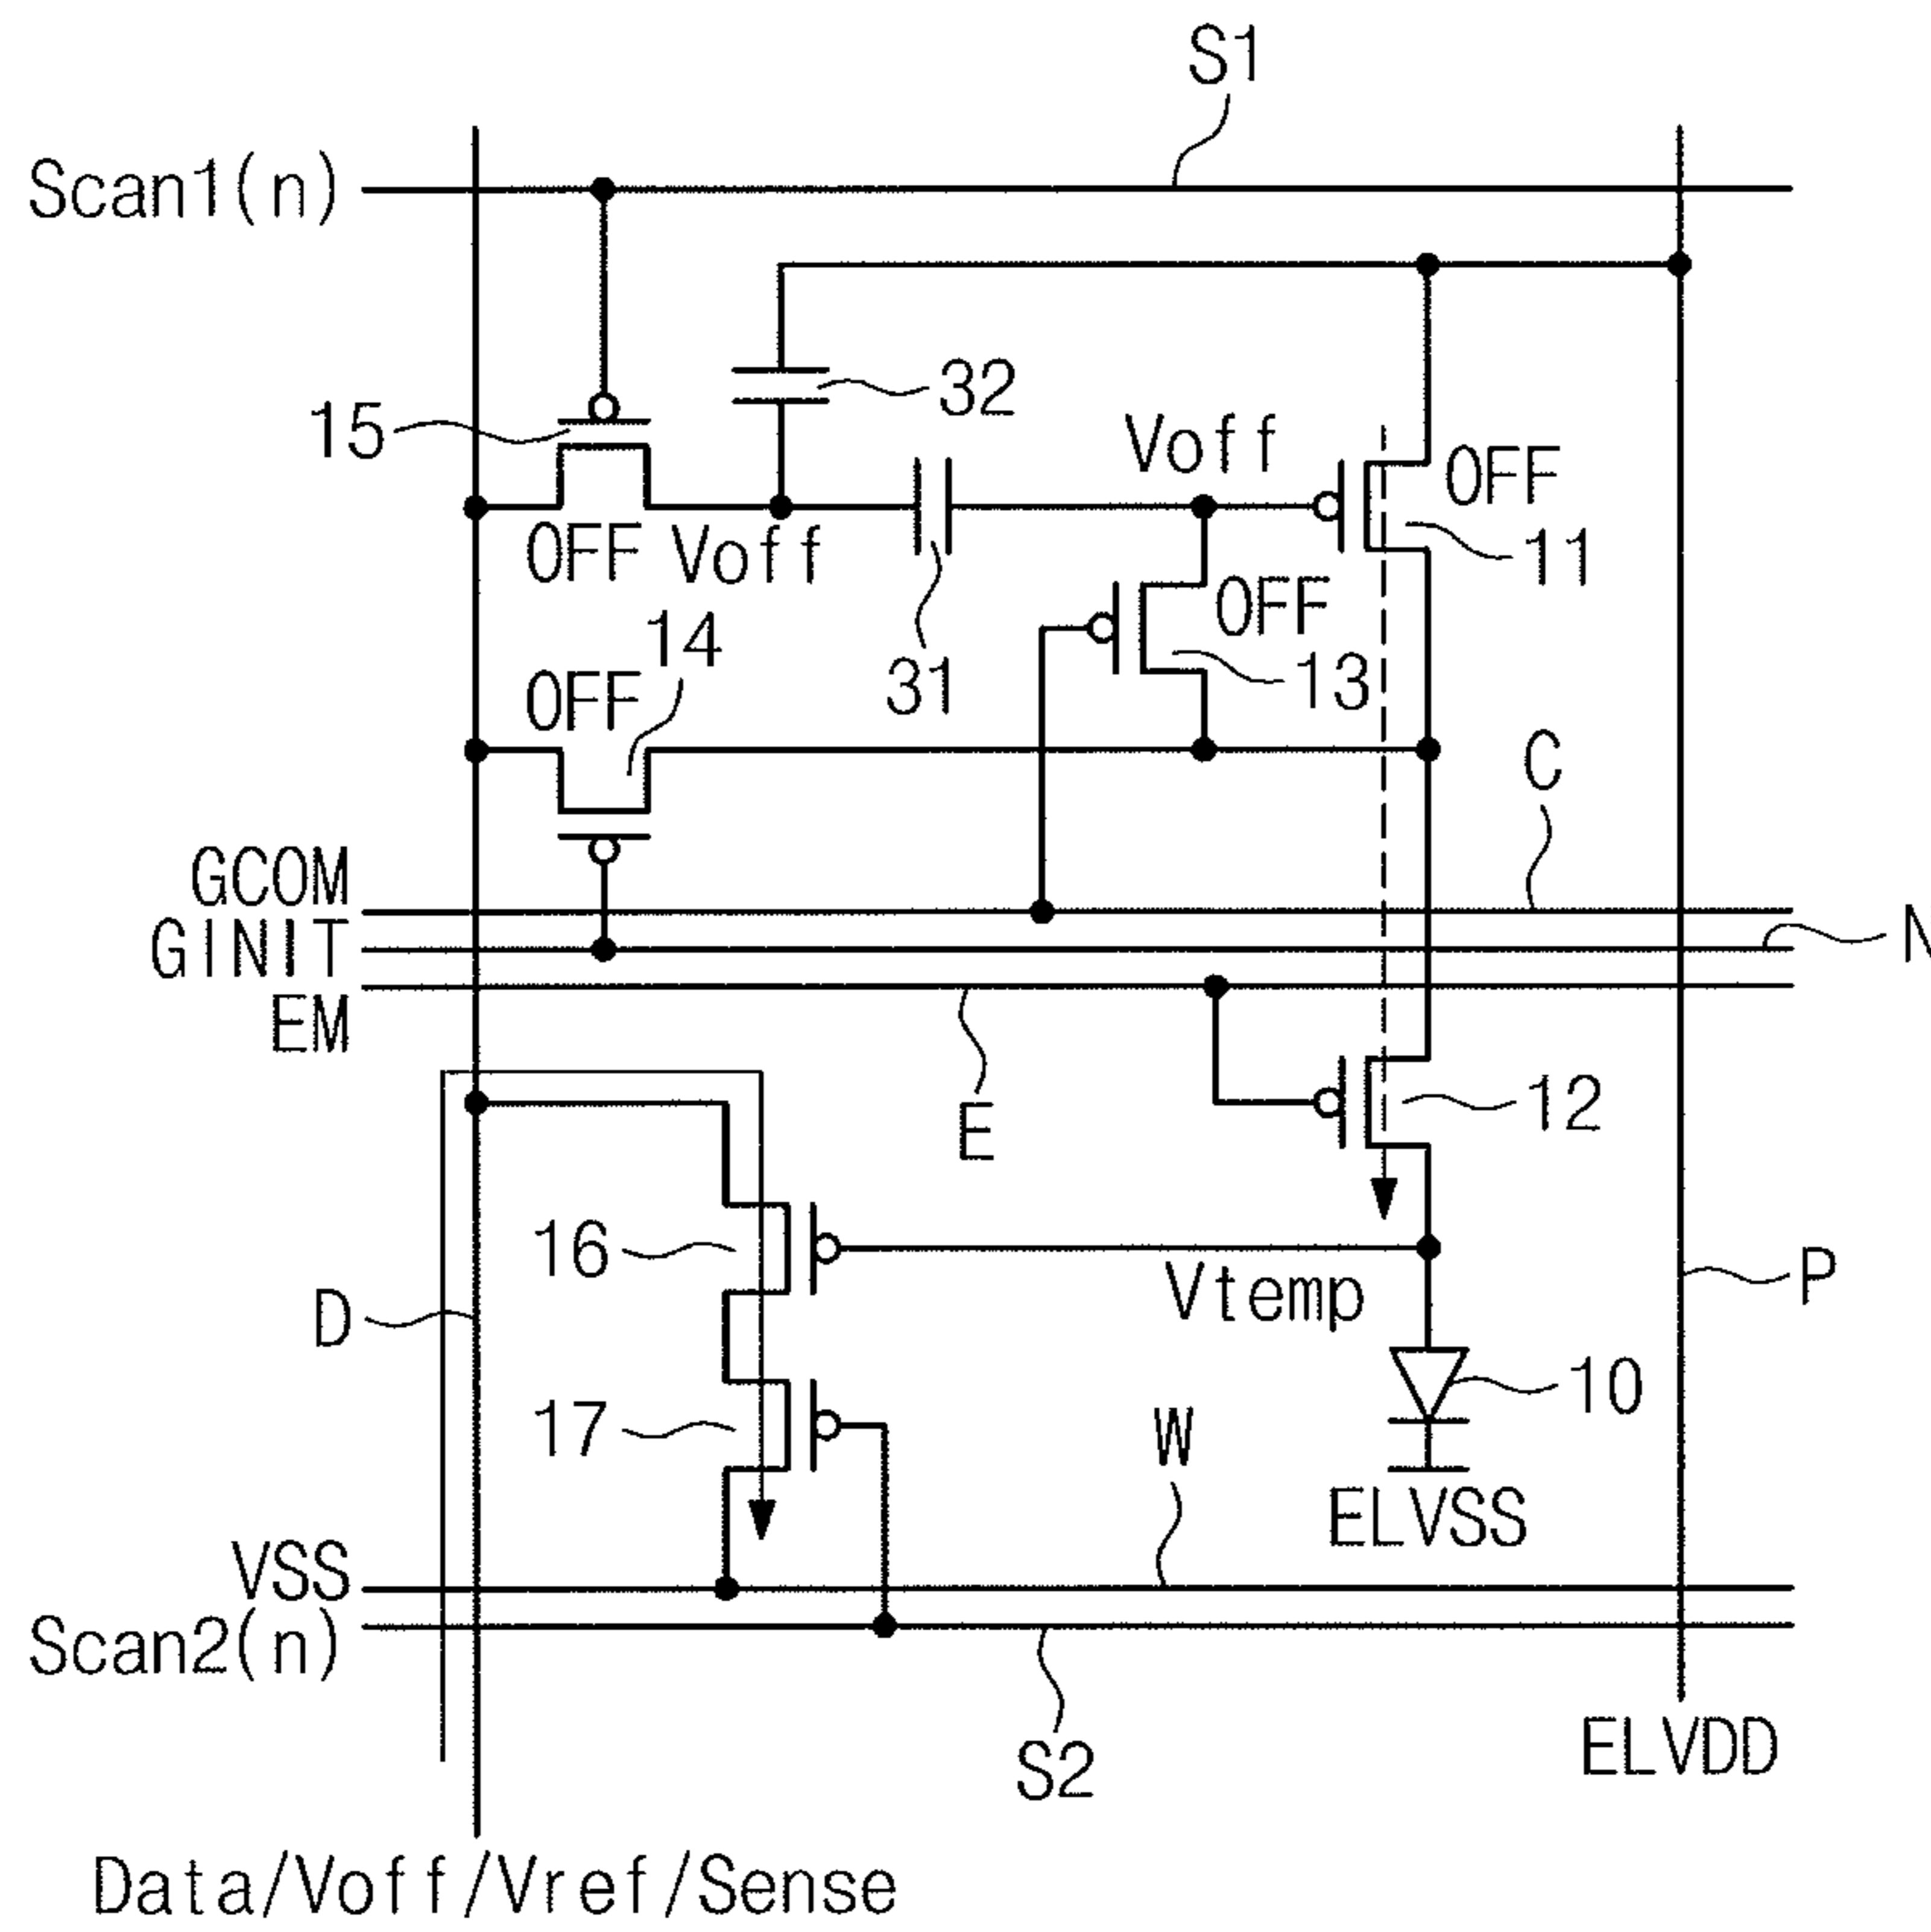 S1
Scan1(n)
32
15
Voff
OFF
11
OFF
Voff
OFF
14
31
13
OFF
C
GCOM
GINIT
N
EM
E
12
16
Vtemp
P
D
10
17
W
ELVSS
VSS
Scan2(n)
S2
ELVDD
Data/Voff/Vref/Sense